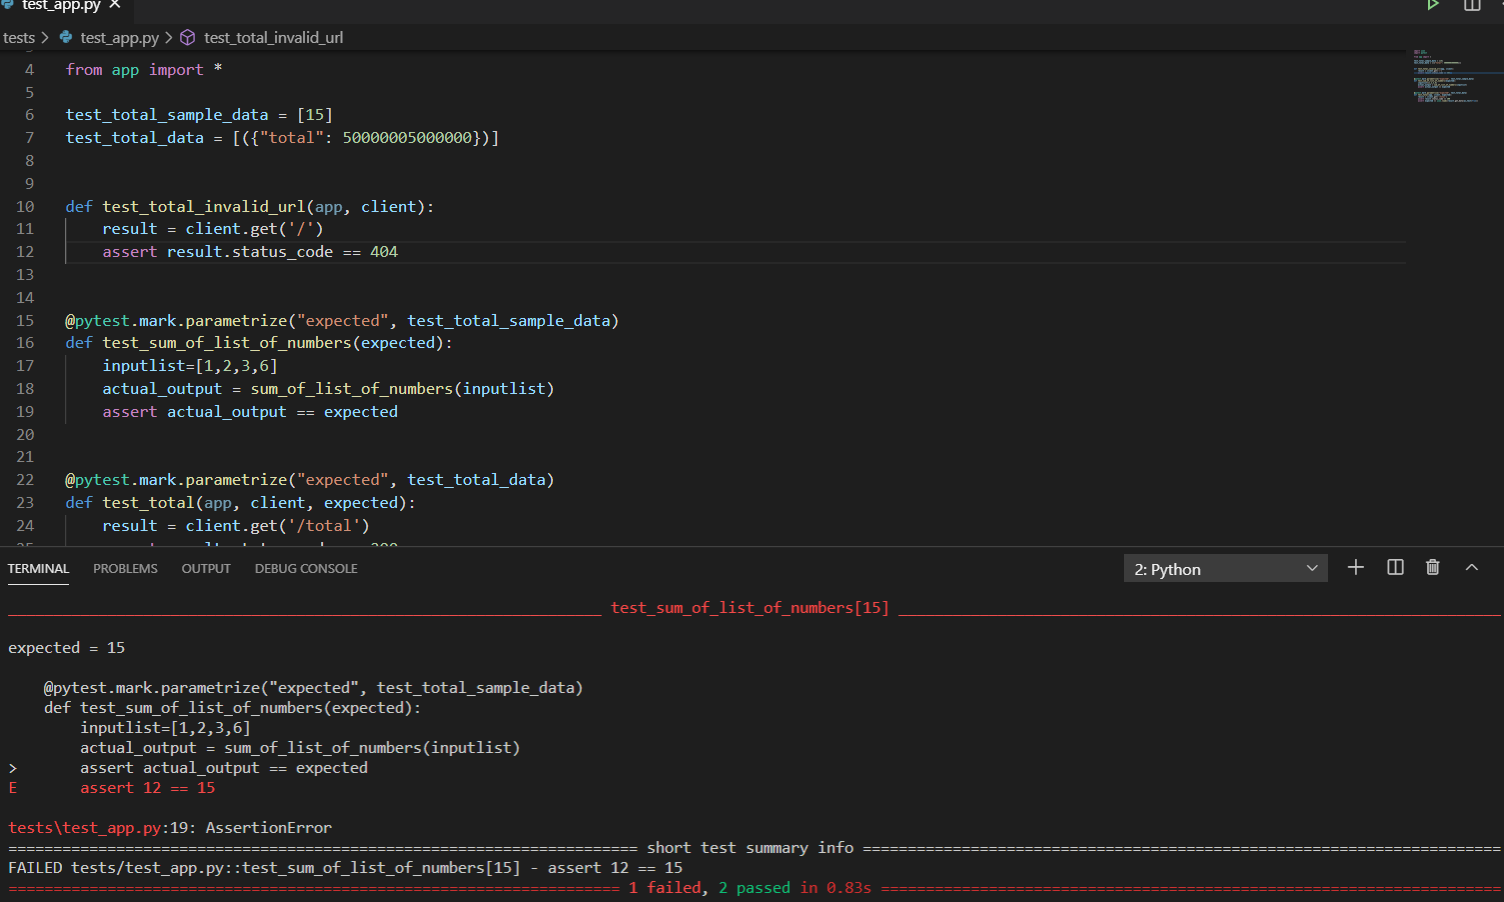 test_app.py ×
tests > test_app.py > test_total_invalid_url
4 from app import *
5
6 test_total_sample_data = [15]
7 test_total_data = [({"total": 50000005000000})]
8
9
10 def test_total_invalid_url(app, client):
11     result = client.get('/')
12     assert result.status_code == 404
13
14
15 @pytest.mark.parametrize("expected", test_total_sample_data)
16 def test_sum_of_list_of_numbers(expected):
17     inputlist=[1,2,3,6]
18     actual_output = sum_of_list_of_numbers(inputlist)
19     assert actual_output == expected
20
21
22 @pytest.mark.parametrize("expected", test_total_data)
23 def test_total(app, client, expected):
24     result = client.get('/total')
TERMINAL PROBLEMS OUTPUT DEBUG CONSOLE 2: Python
test_sum_of_list_of_numbers[15]
expected = 15
    @pytest.mark.parametrize("expected", test_total_sample_data)
    def test_sum_of_list_of_numbers(expected):
        inputlist=[1,2,3,6]
        actual_output = sum_of_list_of_numbers(inputlist)
>       assert actual_output == expected
E       assert 12 == 15
tests\test_app.py:19: AssertionError
====================================================================== short test summary info =======================================================================
FAILED tests/test_app.py::test_sum_of_list_of_numbers[15] - assert 12 == 15
==================================================================== 1 failed, 2 passed in 0.83s =====================================================================